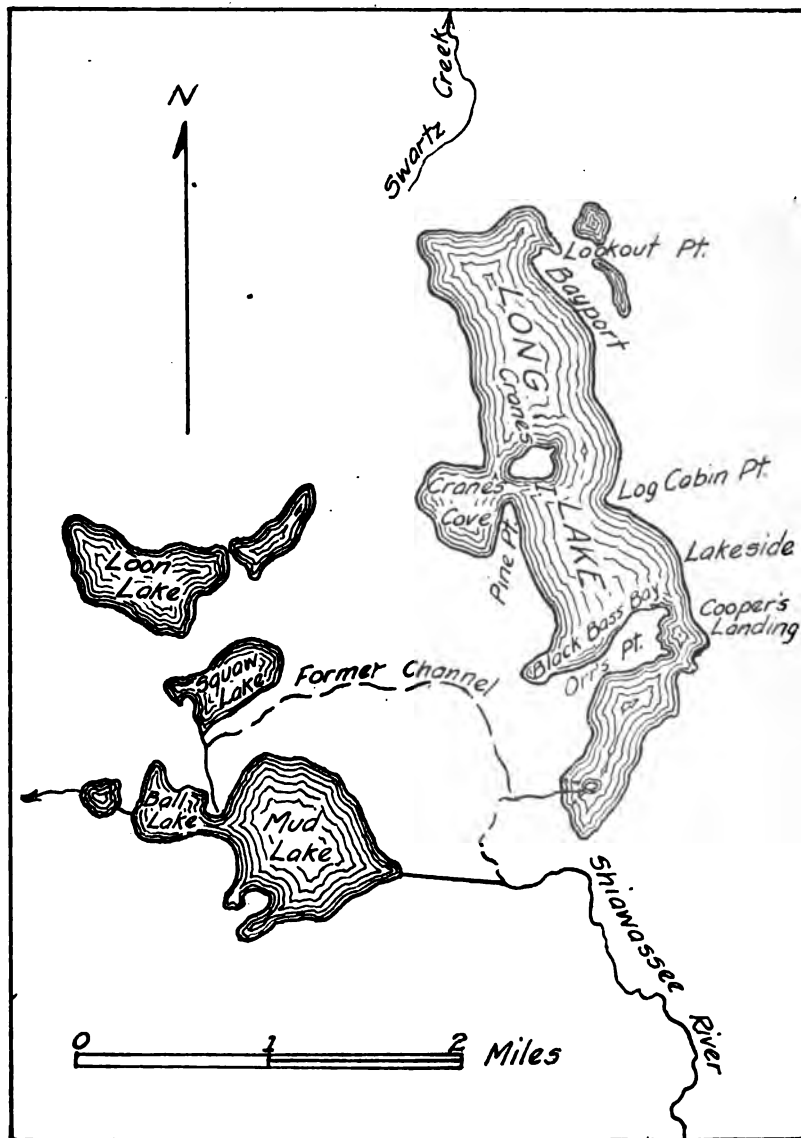 Swartz Creek
N
Lookout Pt.
Bayport
LONG LAKE
Cranes
Cranes
Cove
Pine Pt.
Log Cabin Pt.
Lakeside
Cooper's
Landing
Black Bass Bay
Orr's Pt.
Loon
Lake
Squaw
Lake
Former Channel
Ball
Lake
Mud
Lake
Shiawassee River
0 1 2 Miles